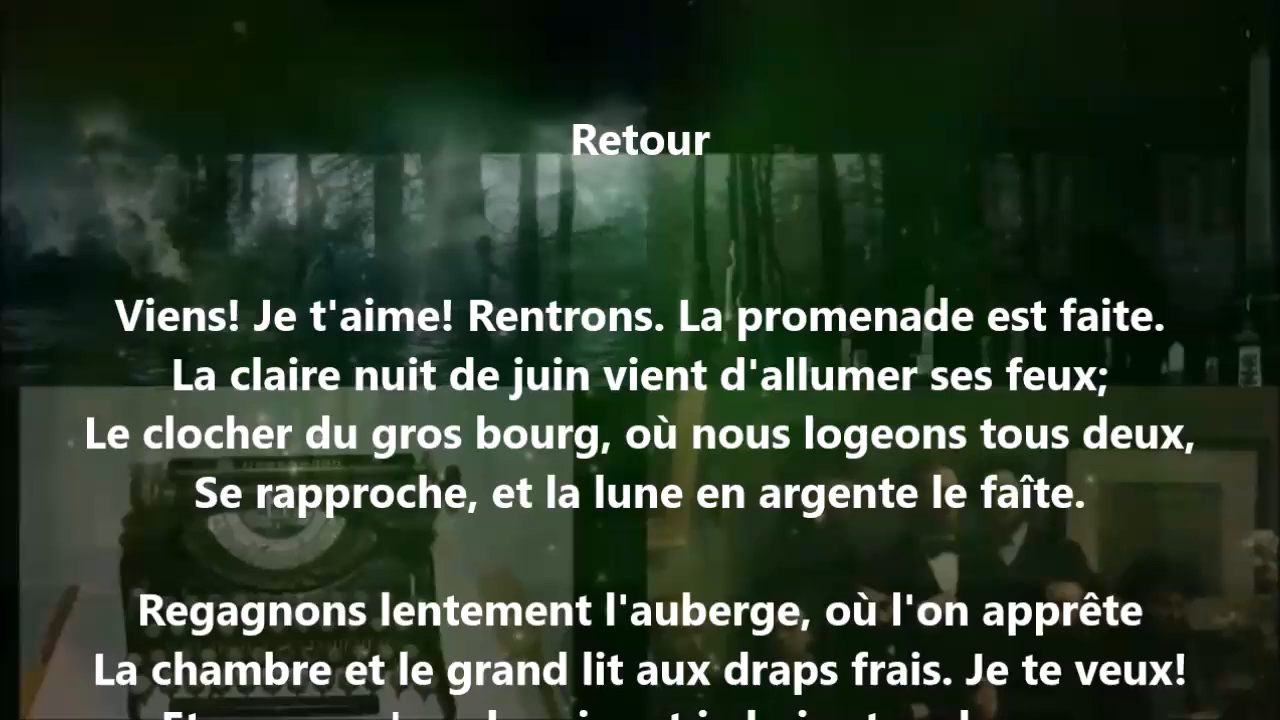 Retour
Viens! Je t'aime! Rentrons. La promenade est faite.
La claire nuit de juin vient d'allumer ses feux;
Le clocher du gros bourg, où nous logeons tous deux,
Se rapproche, et la lune en argente le faîte.
Regagnons lentement l'auberge, où l'on apprête
La chambre et le grand lit aux draps frais. Je te veux!